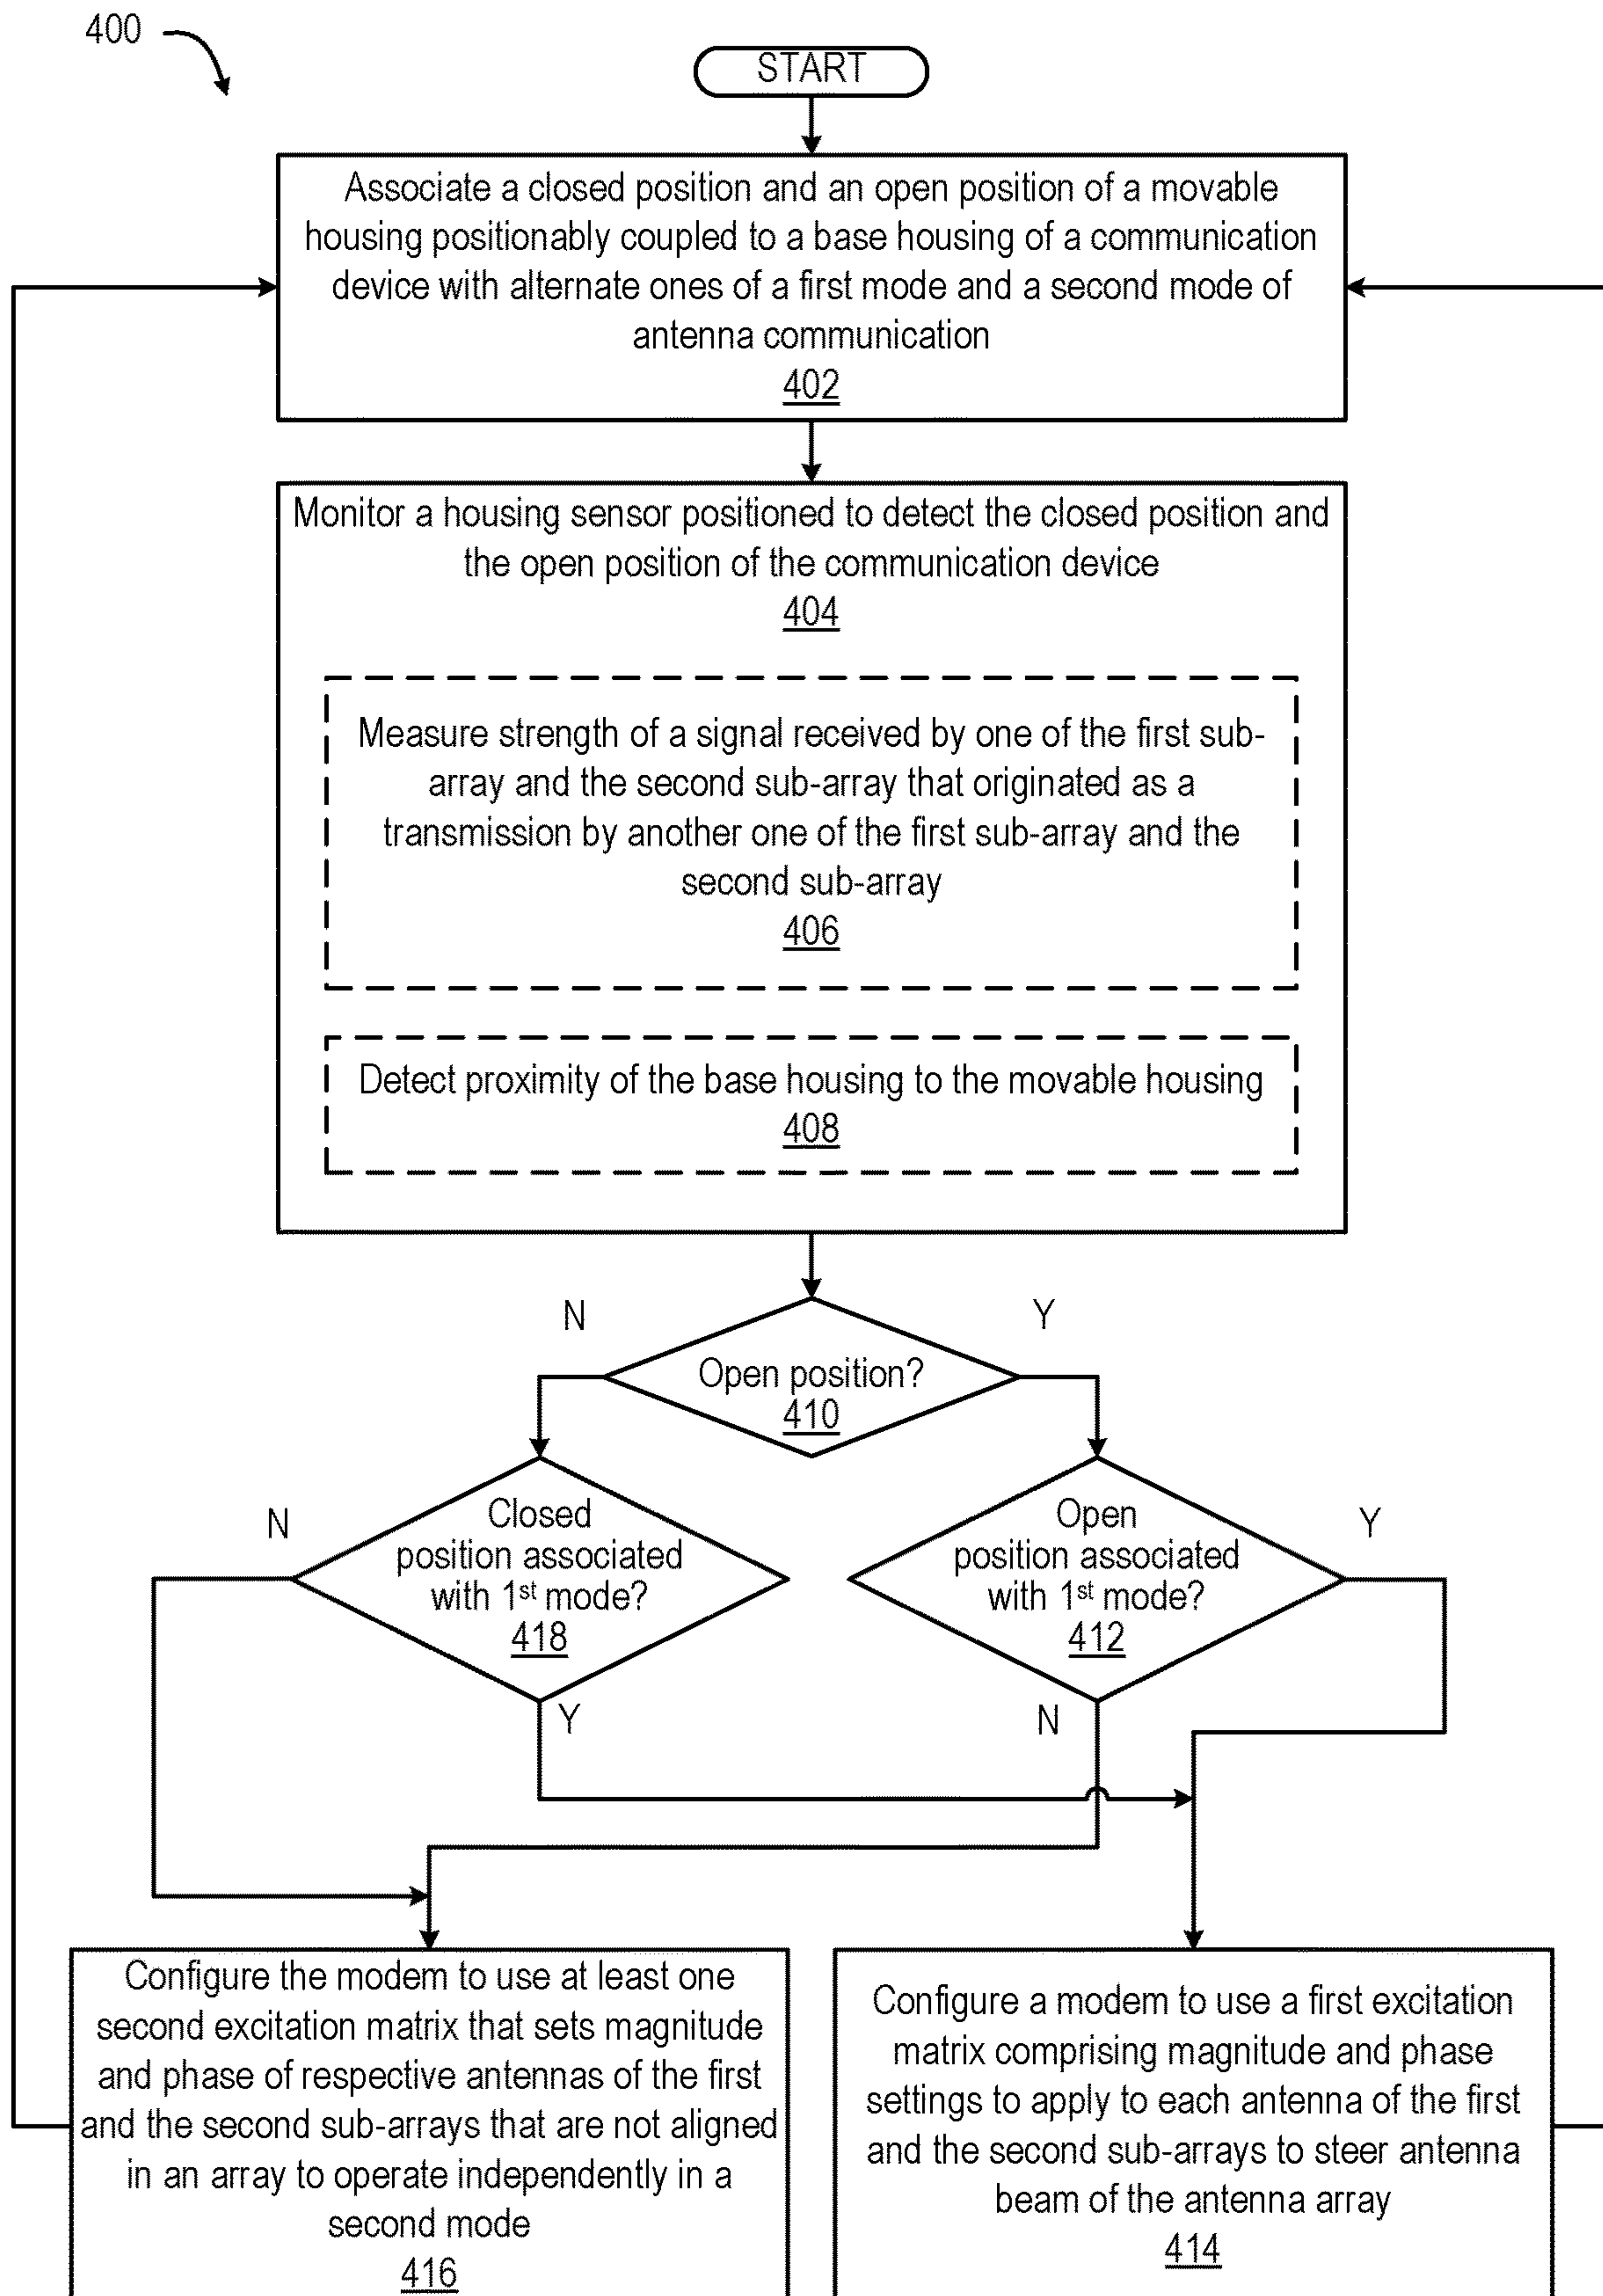 400
START
Associate a closed position and an open position of a movable
housing positionably coupled to a base housing of a communication
device with alternate ones of a first mode and a second mode of
antenna communication
402
Monitor a housing sensor positioned to detect the closed position and
the open position of the communication device
404
Measure strength of a signal received by one of the first sub-
array and the second sub-array that originated as a
transmission by another one of the first sub-array and the
second sub-array
406
Detect proximity of the base housing to the movable housing
408
N
Y
Open position?
410
N
Closed
position associated
with 1st mode?
418
Y
Open
position associated
with 1st mode?
412
Y
N
Configure the modem to use at least one
second excitation matrix that sets magnitude
and phase of respective antennas of the first
and the second sub-arrays that are not aligned
in an array to operate independently in a
second mode
416
Configure a modem to use a first excitation
matrix comprising magnitude and phase
settings to apply to each antenna of the first
and the second sub-arrays to steer antenna
beam of the antenna array
414